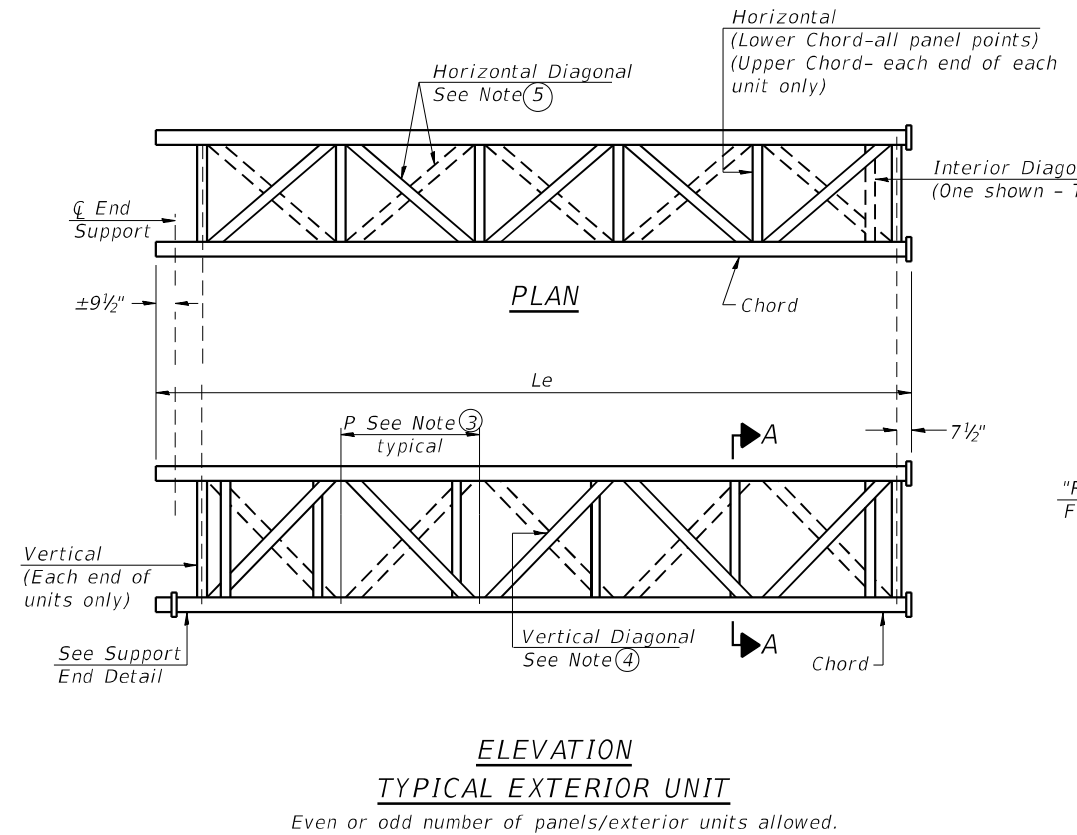 Horizontal
(Lower Chord-all panel points)
(Upper Chord- each end of each
unit only)
Horizontal Diagonal
See Note 5
Interior Diago
(One shown - T
℄ End
Support
±9½"
PLAN
Chord
Le
P See Note 3
typical
A
7½"
"F
F
Vertical
(Each end of
units only)
Vertical Diagonal
See Note 4
A
See Support
End Detail
Chord
ELEVATION
TYPICAL EXTERIOR UNIT
Even or odd number of panels/exterior units allowed.